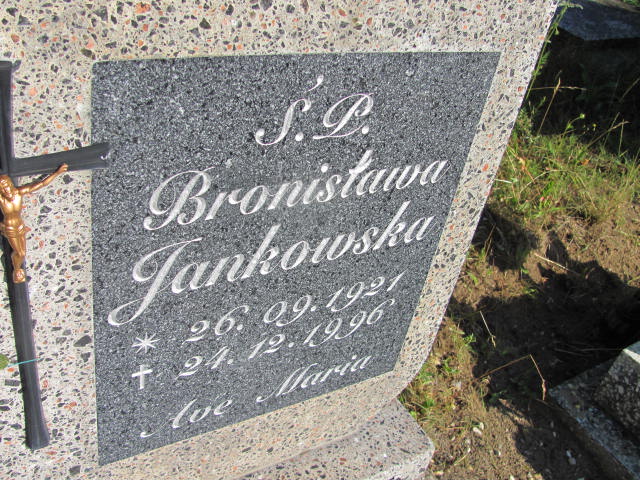 Ś.P.
Bronisława
Jankowska
* 26.09.1921
✝ 24.12.1996
Ave Maria